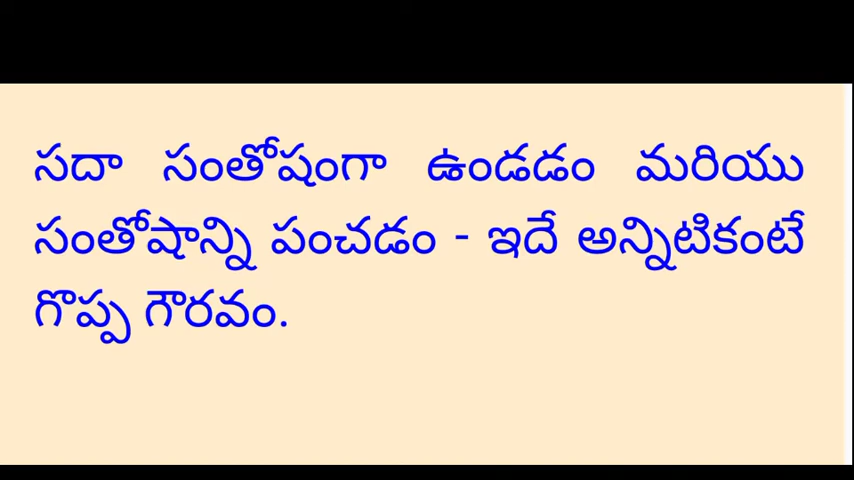 సదా సంతోషంగా ఉండడం మరియు
సంతోషాన్ని పంచడం - ఇదే అన్నిటికంటే
గొప్ప గౌరవం.